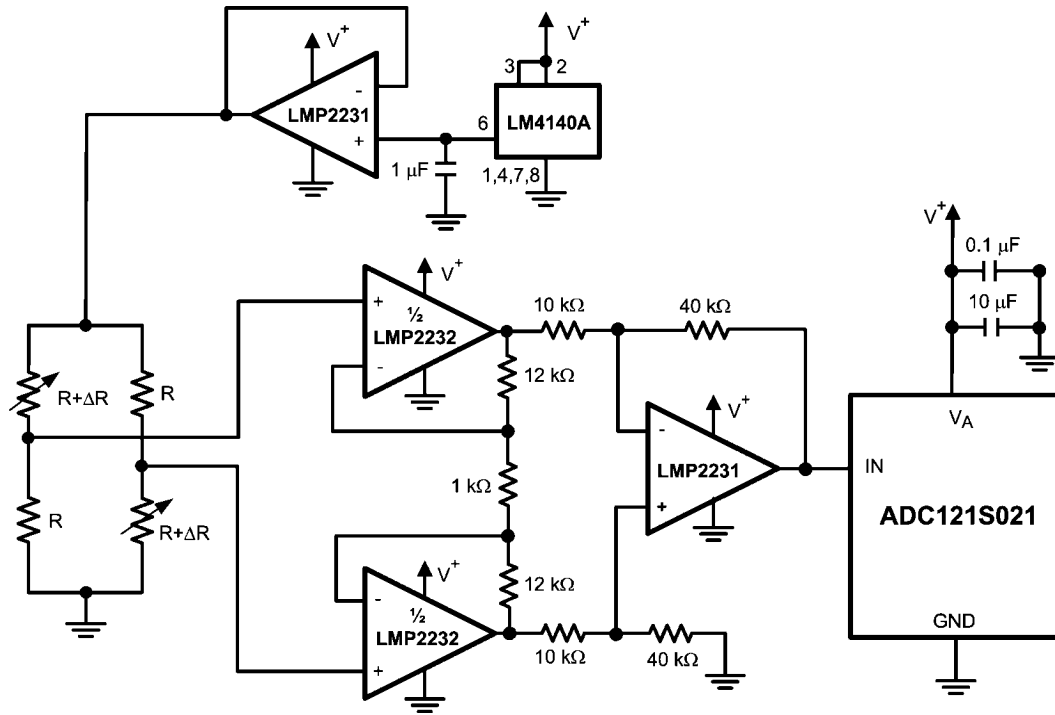 V+
V+
3
2
-
LMP2231
LM4140A
6
+
1 µF
1,4,7,8
V+
0.1 µF
10 µF
V+
+
½
LMP2232
-
10 kΩ
40 kΩ
12 kΩ
R+ΔR
R
VA
V+
-
LMP2231
+
IN
1 kΩ
ADC121S021
R
R+ΔR
V+
-
½
LMP2232
+
12 kΩ
10 kΩ
40 kΩ
GND